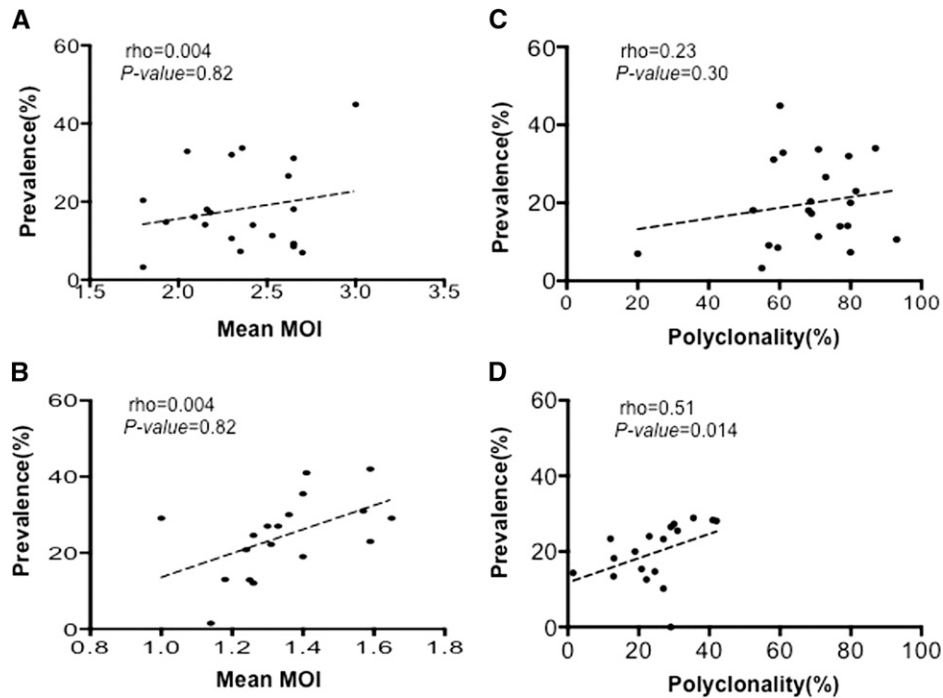 A
rho=0.004
P-value=0.82
60
40
20
0
Prevalence(%)
1.5 2.0 2.5 3.0 3.5
Mean MOI
C
rho=0.23
P-value=0.30
60
40
20
0
Prevalence(%)
0 20 40 60 80 100
Polyclonality(%)
B
rho=0.004
P-value=0.82
60
40
20
0
Prevalence(%)
0.8 1.0 1.2 1.4 1.6 1.8
Mean MOI
D
rho=0.51
P-value=0.014
60
40
20
0
Prevalence(%)
0 20 40 60 80 100
Polyclonality(%)